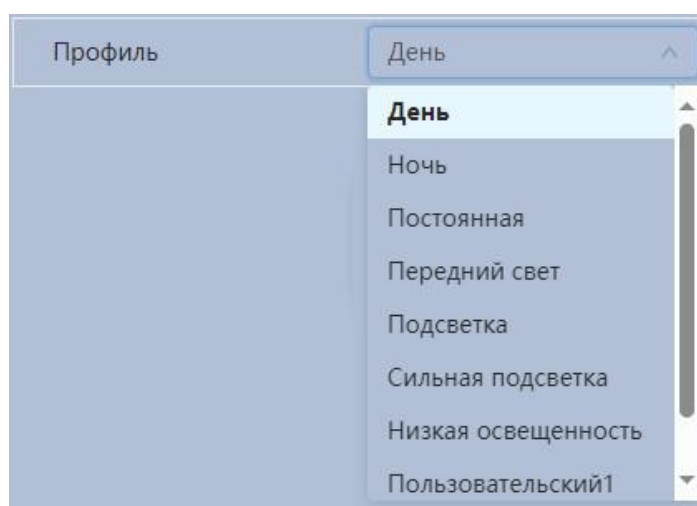 Профиль День
День
Ночь
Постоянная
Передний свет
Подсветка
Сильная подсветка
Низкая освещенность
Пользовательский1